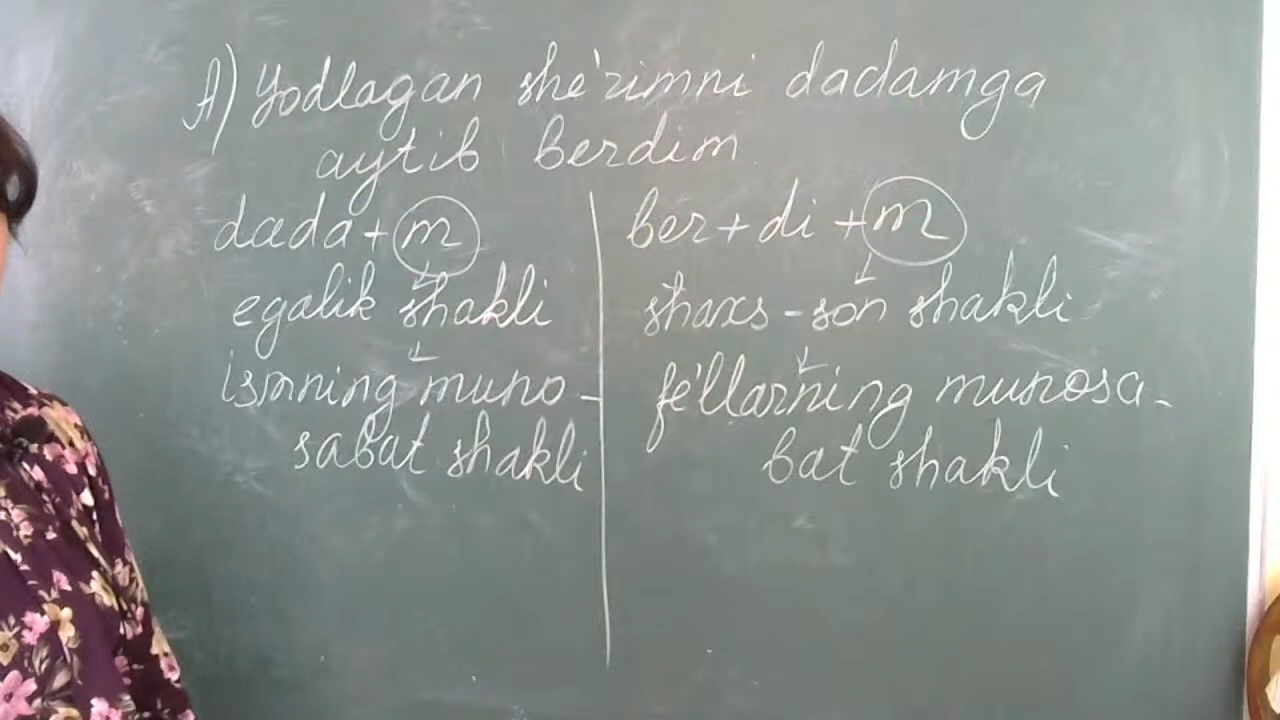 A) Yodlagan she'rimni dadamga
aytib berdim.
dada+m
egalik shakli
ismning muno-
sabat shakli
ber+di+m
shaxs-son shakli
fe'llarning munosa-
bat shakli